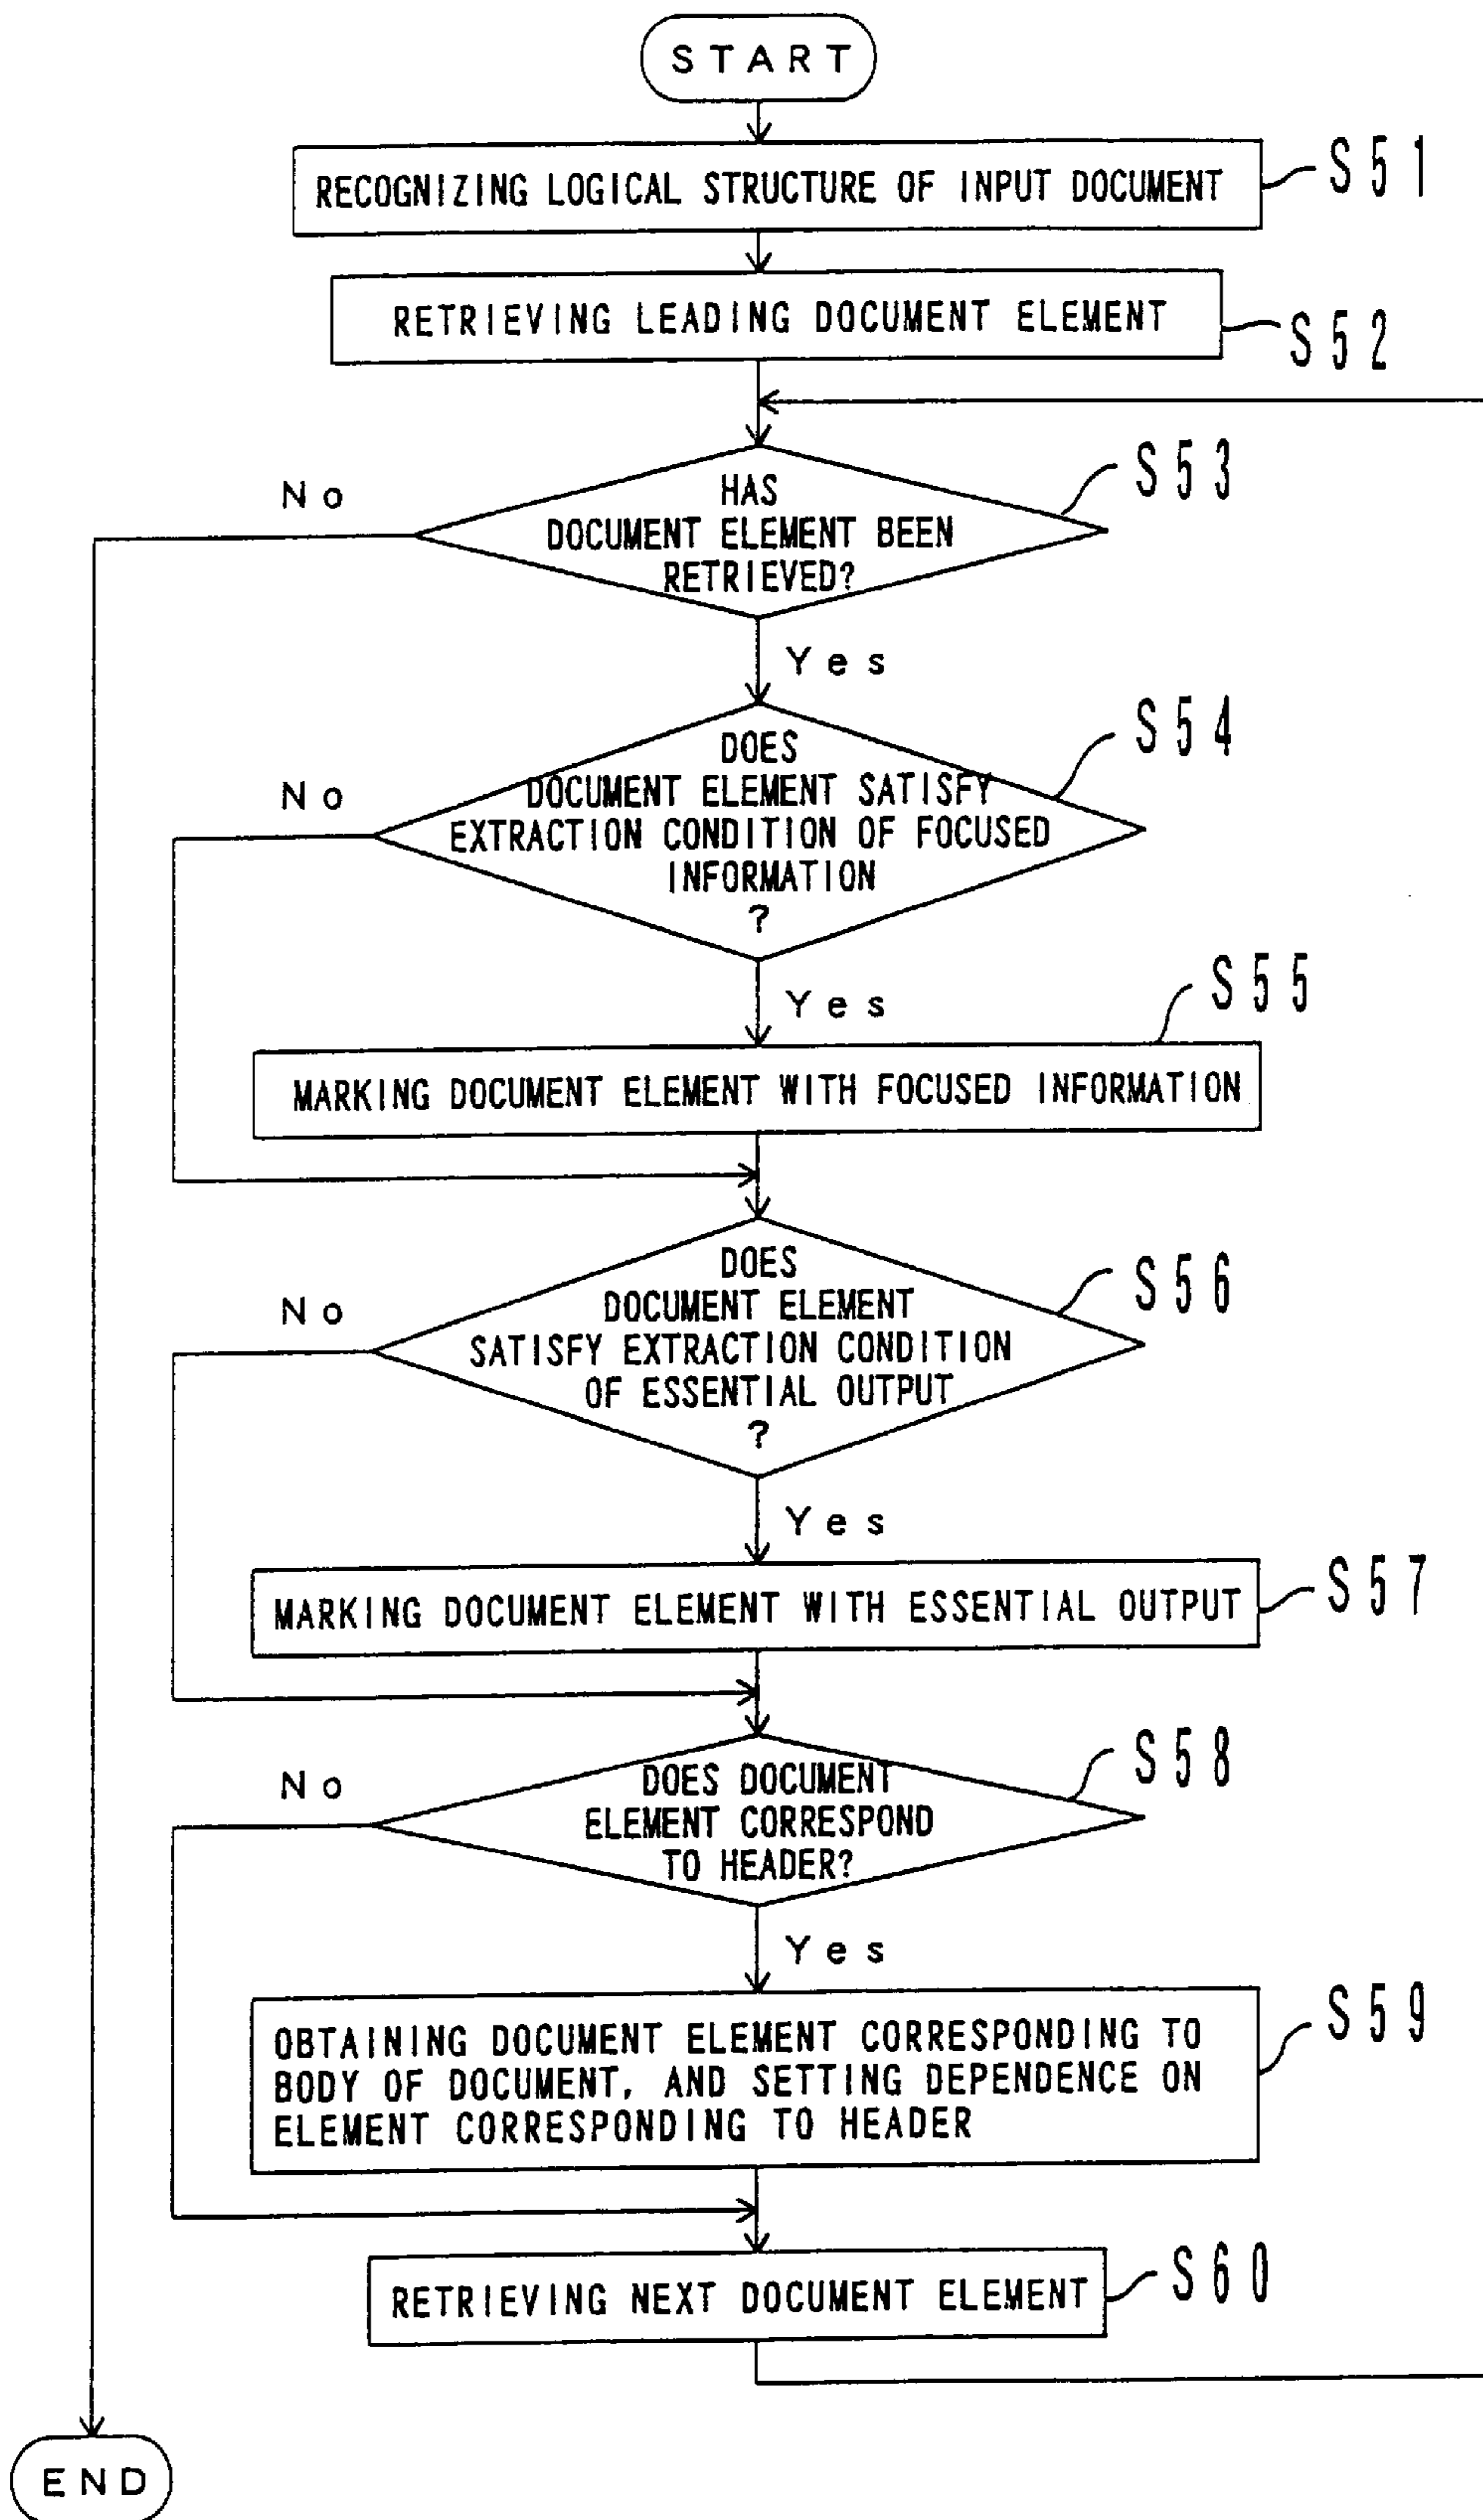 START
RECOGNIZING LOGICAL STRUCTURE OF INPUT DOCUMENT
S51
RETRIEVING LEADING DOCUMENT ELEMENT
S52
HAS
DOCUMENT ELEMENT BEEN
RETRIEVED?
S53
No
Yes
DOES
DOCUMENT ELEMENT SATISFY
EXTRACTION CONDITION OF FOCUSED
INFORMATION
?
S54
No
Yes
S55
MARKING DOCUMENT ELEMENT WITH FOCUSED INFORMATION
DOES
DOCUMENT ELEMENT
SATISFY EXTRACTION CONDITION
OF ESSENTIAL OUTPUT
?
S56
No
Yes
MARKING DOCUMENT ELEMENT WITH ESSENTIAL OUTPUT
S57
DOES DOCUMENT
ELEMENT CORRESPOND
TO HEADER?
S58
No
Yes
OBTAINING DOCUMENT ELEMENT CORRESPONDING TO
BODY OF DOCUMENT, AND SETTING DEPENDENCE ON
ELEMENT CORRESPONDING TO HEADER
S59
RETRIEVING NEXT DOCUMENT ELEMENT
S60
END